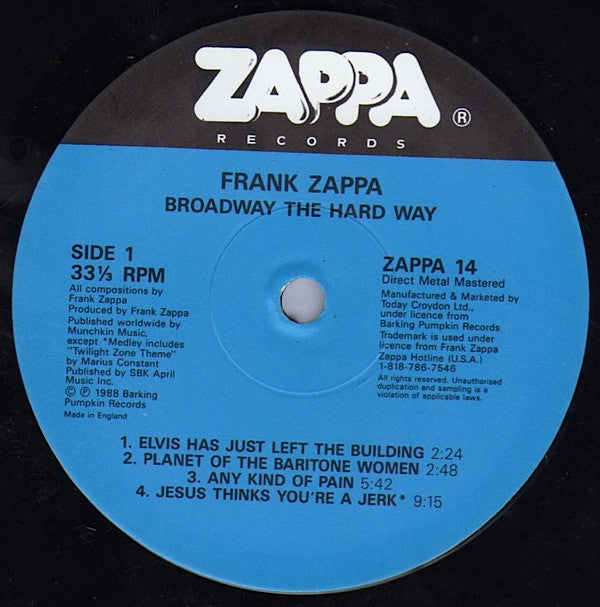 ZAPPA ®
RECORDS
FRANK ZAPPA
BROADWAY THE HARD WAY
SIDE 1
33⅓ RPM
All compositions by
Frank Zappa
Produced by Frank Zappa
Published worldwide by
Munchkin Music,
except *Medley includes
"Twilight Zone Theme"
by Marius Constant
Published by SBK April
Music Inc.
© ℗ 1988 Barking
Pumpkin Records
Made in England
ZAPPA 14
Direct Metal Mastered
Manufactured & Marketed by
Today Croydon Ltd.,
under licence from
Barking Pumpkin Records
Trademark is used under
licence from Frank Zappa
Zappa Hotline (U.S.A.)
1-818-786-7546
All rights reserved. Unauthorised
duplication and sampling is a
violation of applicable laws.
1. ELVIS HAS JUST LEFT THE BUILDING 2:24
2. PLANET OF THE BARITONE WOMEN 2:48
3. ANY KIND OF PAIN 5:42
4. JESUS THINKS YOU'RE A JERK* 9:15